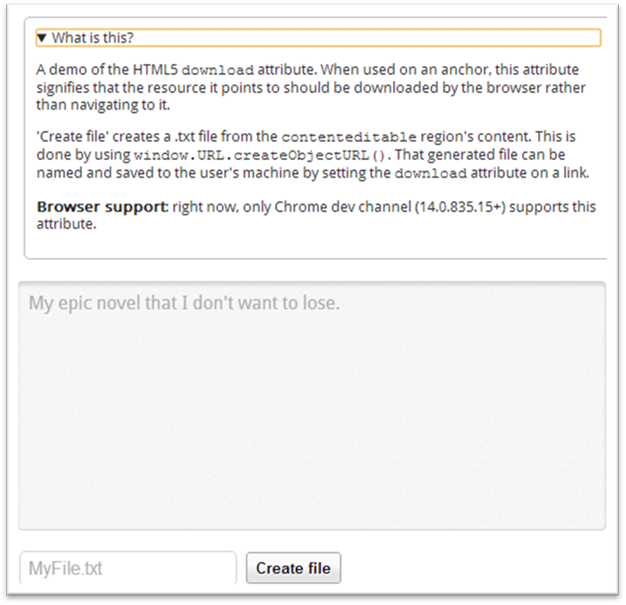 ▼ What is this?
A demo of the HTML5 download attribute. When used on an anchor, this attribute
signifies that the resource it points to should be downloaded by the browser rather
than navigating to it.
'Create file' creates a .txt file from the contenteditable region's content. This is
done by using window.URL.createObjectURL(). That generated file can be
named and saved to the user's machine by setting the download attribute on a link.
Browser support: right now, only Chrome dev channel (14.0.835.15+) supports this
attribute.
My epic novel that I don't want to lose.
MyFile.txt
Create file